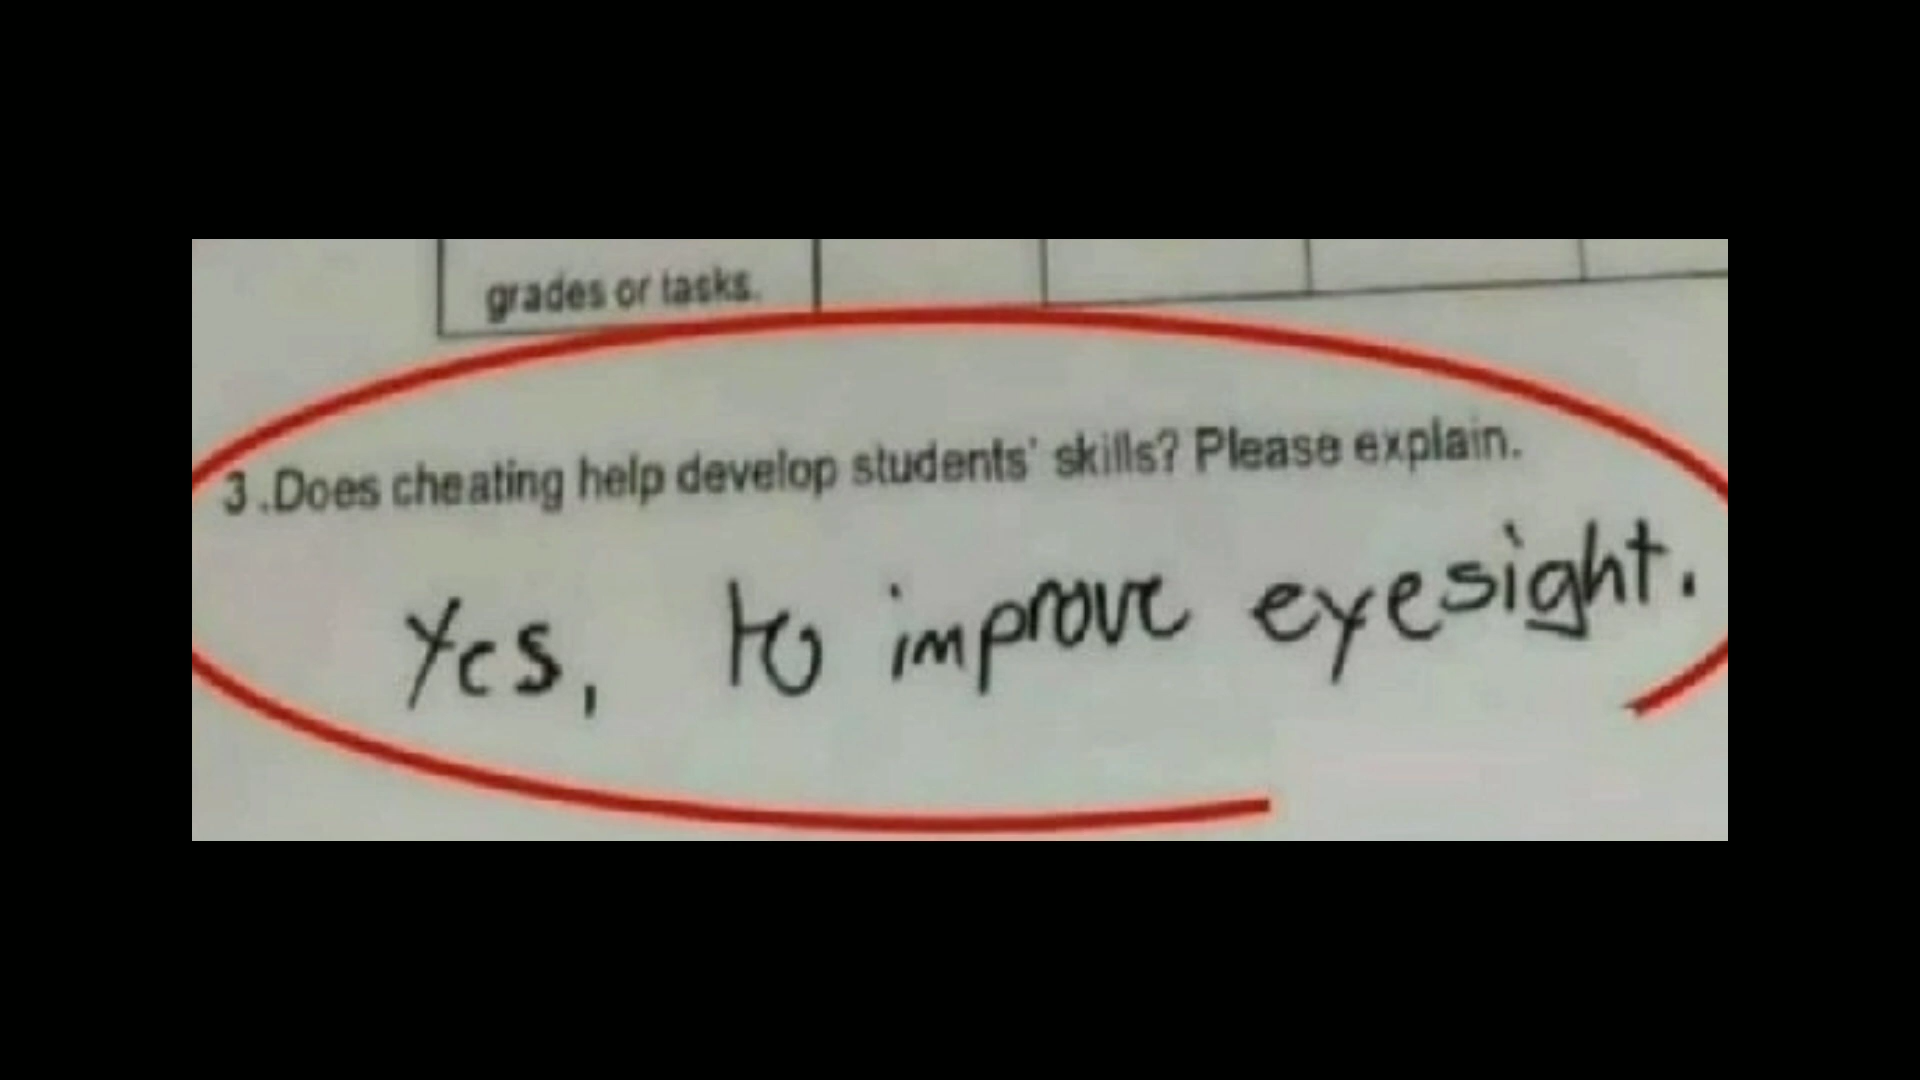 grades or tasks.
3.Does cheating help develop students' skills? Please explain.
Yes, to improve eyesight.